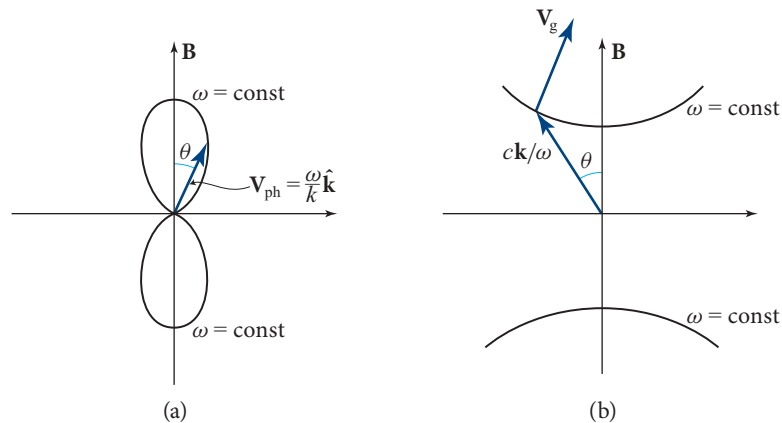 B
ω = const
θ
V_ph = ω/k k̂
ω = const
(a)
V_g
B
ω = const
ck/ω
θ
ω = const
(b)